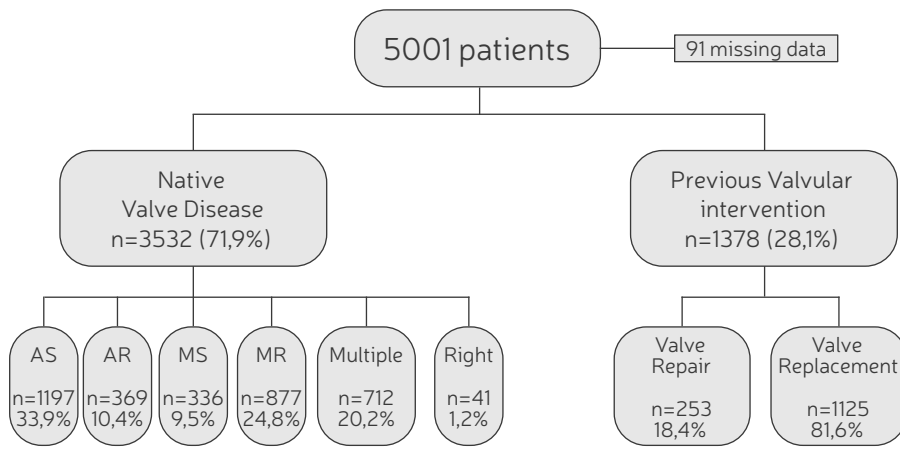 5001 patients
91 missing data
Native
Valve Disease
n=3532 (71,9%)
Previous Valvular
intervention
n=1378 (28,1%)
AS
n=1197
33,9%
AR
n=369
10,4%
MS
n=336
9,5%
MR
n=877
24,8%
Multiple
n=712
20,2%
Right
n=41
1,2%
Valve
Repair
n=253
18,4%
Valve
Replacement
n=1125
81,6%